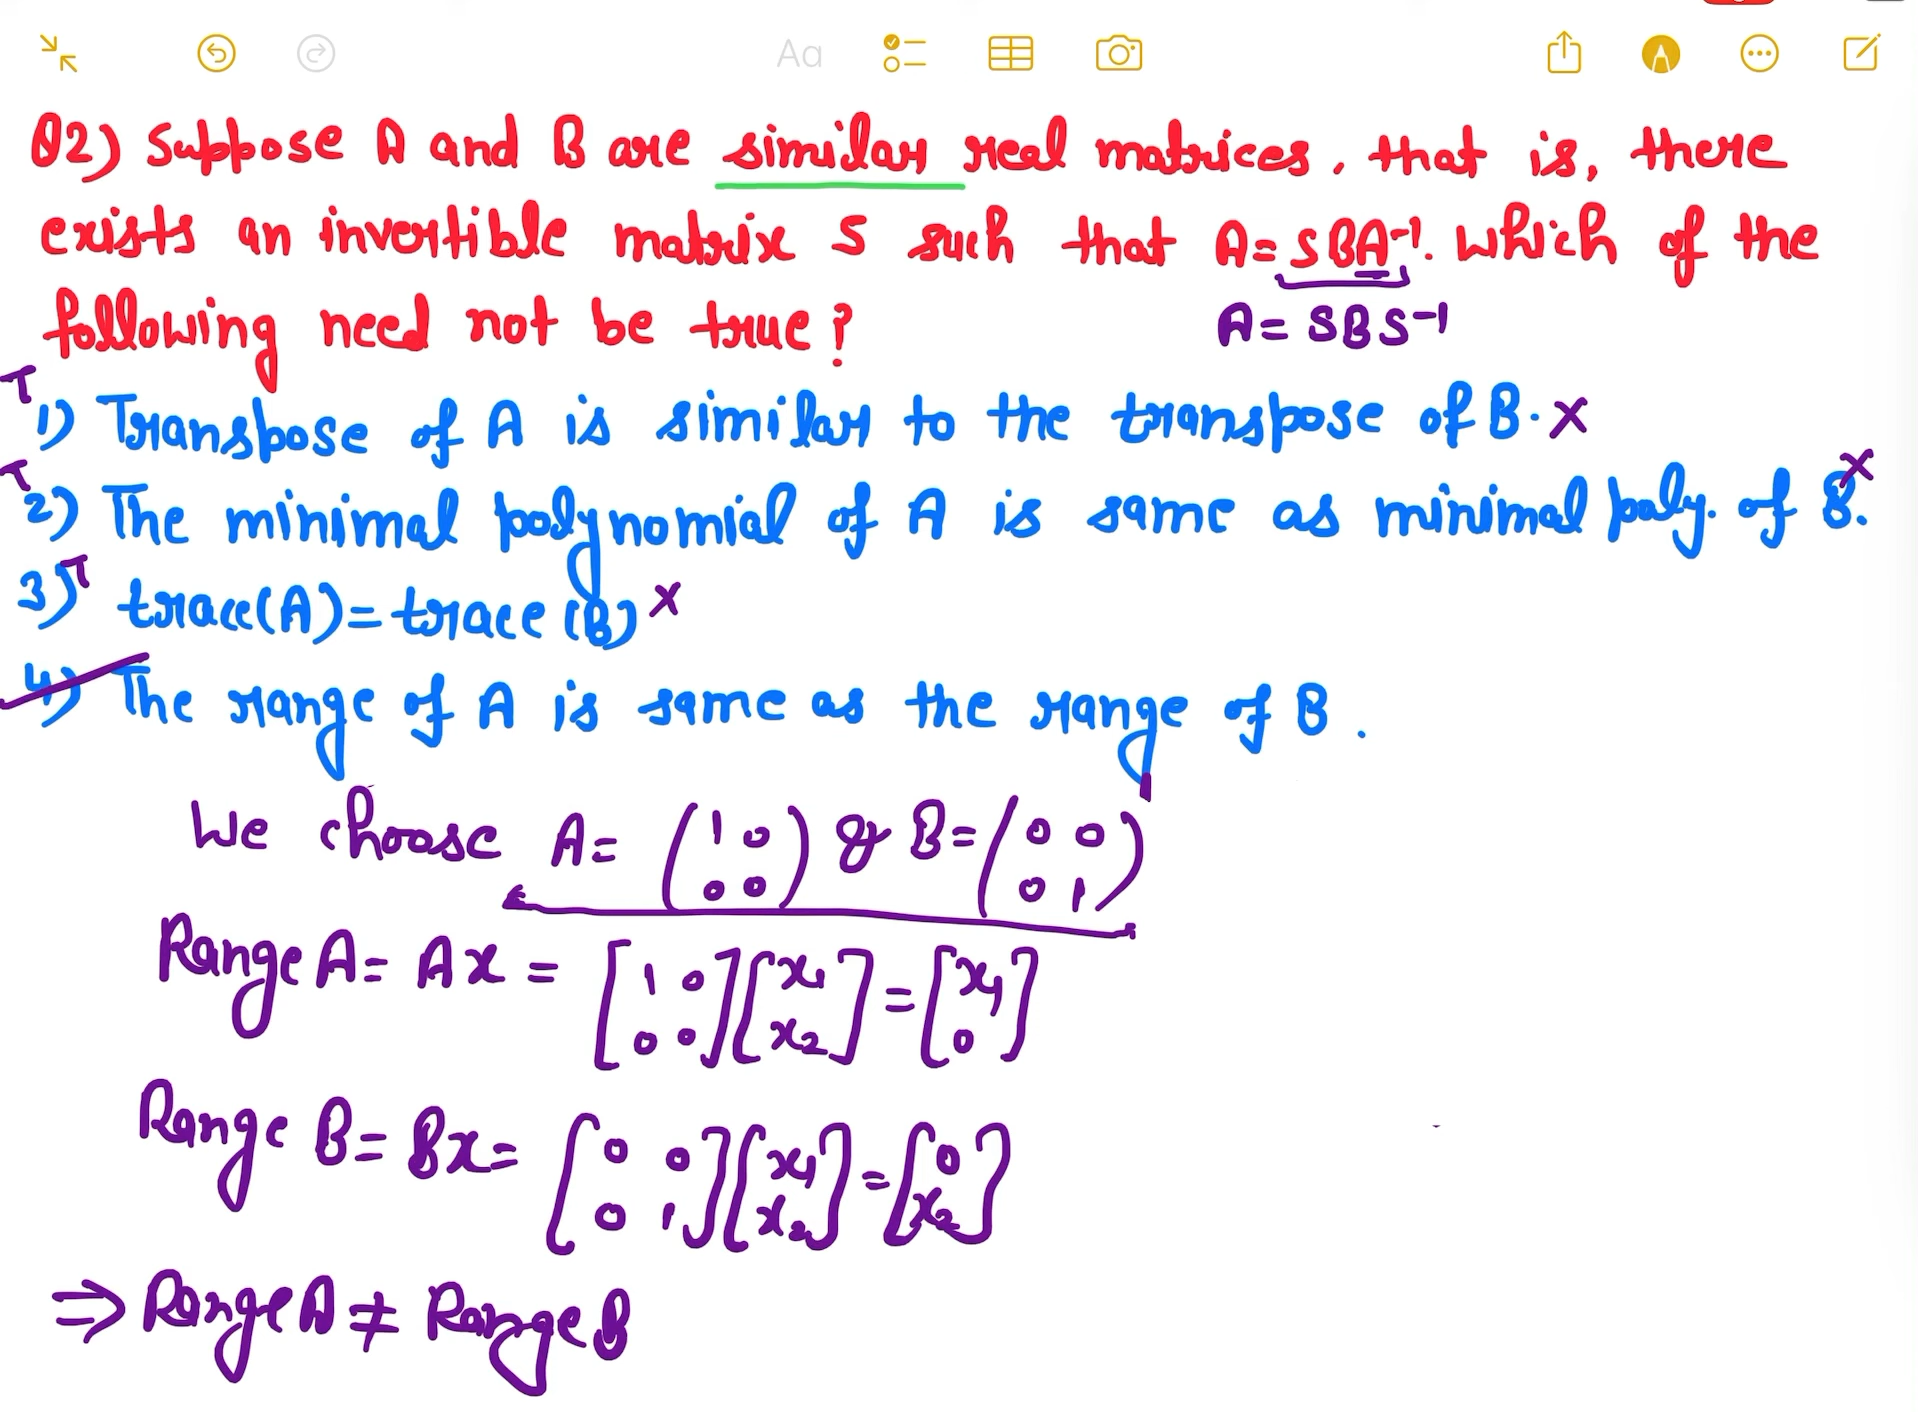 Aa
Q2) Suppose A and B are similar real matrices, that is, there
exists an invertible matrix S such that A = SBA⁻¹. Which of the
following need not be true?
A = SBS⁻¹
T
1) Transpose of A is similar to the transpose of B. x
T
2) The minimal polynomial of A is same as minimal poly. of B. x
3) T trace(A) = trace(B) x
4) The range of A is same as the range of B.
We choose A = (1 0 0 0) & B = (0 0 0 1)
Range A = Ax = [1 0 0 0] [x₁ x₂] = [x₁ 0]
Range B = Bx = [0 0 0 1] [x₁ x₂] = [0 x₂]
⇒ Range A ≠ Range B